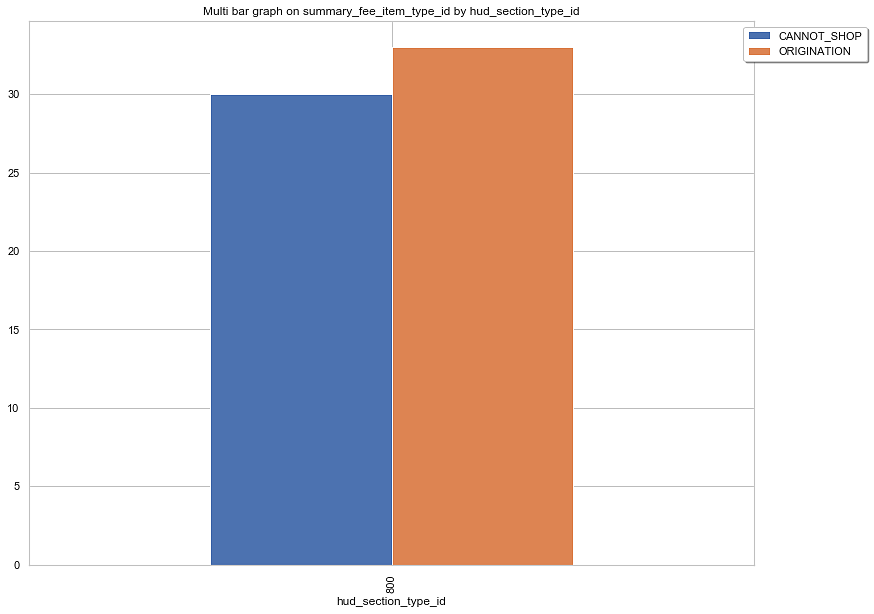 Multi bar graph on summary_fee_item_type_id by hud_section_type_id
CANNOT_SHOP
ORIGINATION
30
25
20
15
10
5
0
800
hud_section_type_id